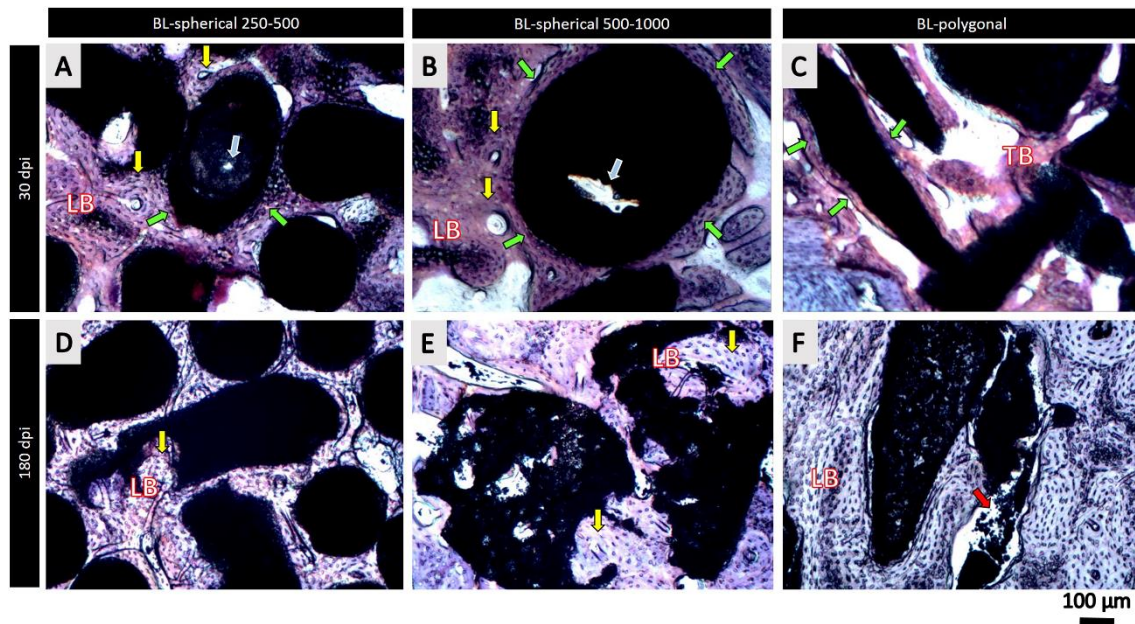 BL-spherical 250-500 BL-spherical 500-1000 BL-polygonal
30 dpi
A B C
LB LB TB
180 dpi
D E F
LB LB LB
100 µm